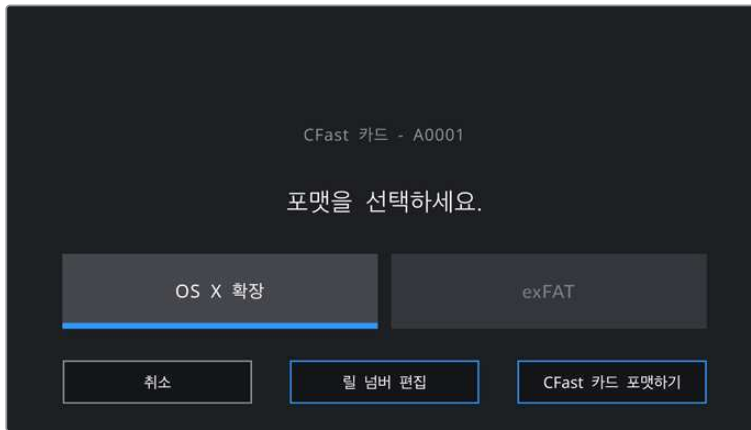 CFast 카드 - A0001
포맷을 선택하세요.
OS X 확장
exFAT
취소
릴 넘버 편집
CFast 카드 포맷하기